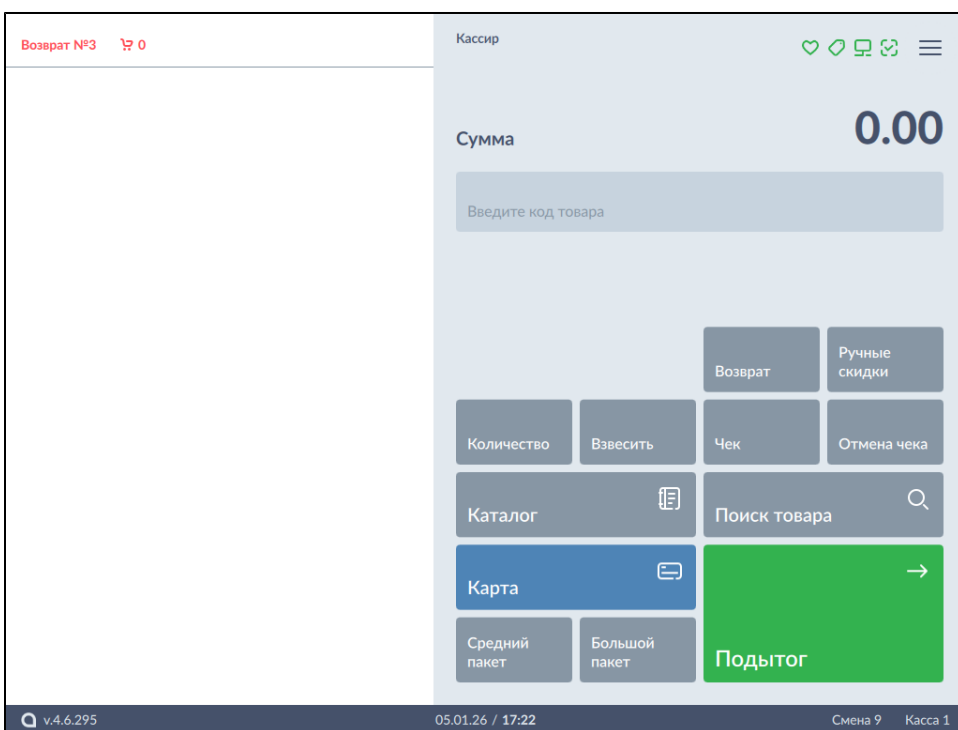 Возврат №3 0
Кассир
Сумма
0.00
Введите код товара
Возврат
Ручные
скидки
Количество
Взвесить
Чек
Отмена чека
Каталог
Поиск товара
Карта
Средний
пакет
Большой
пакет
Подытог
v.4.6.295
05.01.26 / 17:22
Смена 9
Касса 1